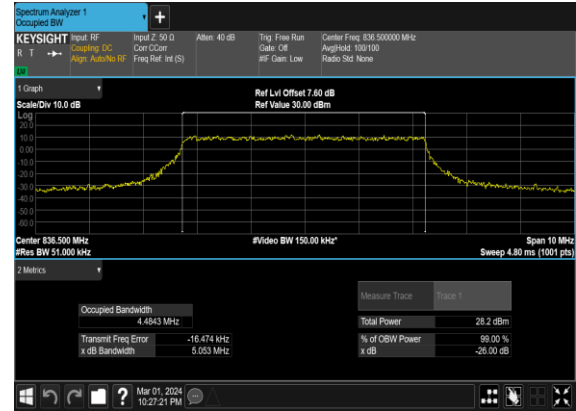 Spectrum Analyzer 1
Occupied BW
KEYSIGHT Input: RF Input Z: 50 Ω Atten: 40 dB Trig: Free Run Center Freq: 836.500000 MHz
R T Coupling: DC Corr CCorr Gate: Off Avg|Hold: 100/100
Align: Auto/No RF Freq Ref: Int (S) #IF Gain: Low Radio Std: None
1 Graph
Ref Lvl Offset 7.60 dB
Scale/Div 10.0 dB Ref Value 30.00 dBm
Log
20.0
10.0
0.00
-10.0
-20.0
-30.0
-40.0
-50.0
-60.0
Center 836.500 MHz #Video BW 150.00 kHz* Span 10 MHz
#Res BW 51.000 kHz Sweep 4.80 ms (1001 pts)
2 Metrics
Measure Trace Trace 1
Occupied Bandwidth
4.4843 MHz Total Power 28.2 dBm
Transmit Freq Error -16.474 kHz % of OBW Power 99.00 %
x dB Bandwidth 5.053 MHz x dB -26.00 dB
Mar 01, 2024
10:27:21 PM